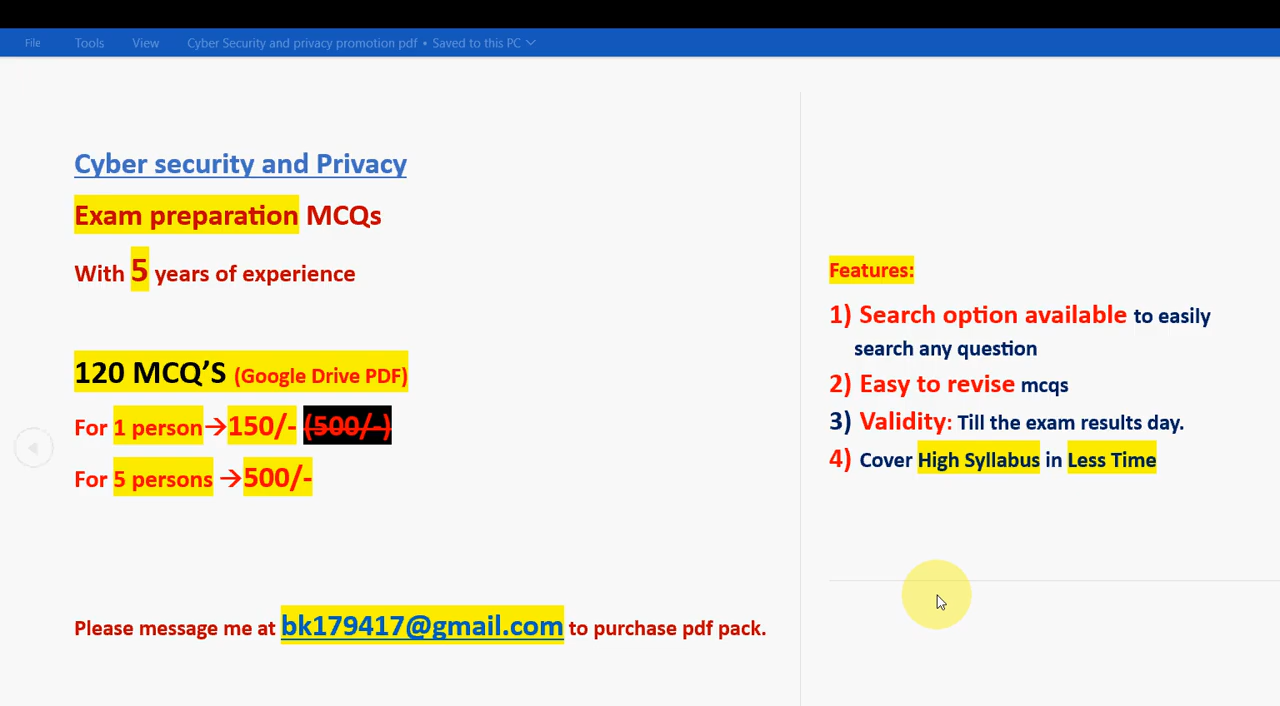 File Tools View Cyber Security and privacy promotion pdf • Saved to this PC
Cyber security and Privacy
Exam preparation MCQs
With 5 years of experience
120 MCQ’S (Google Drive PDF)
For 1 person→150/- (500/-)
For 5 persons →500/-
Please message me at bk179417@gmail.com to purchase pdf pack.
Features:
1) Search option available to easily
search any question
2) Easy to revise mcqs
3) Validity: Till the exam results day.
4) Cover High Syllabus in Less Time